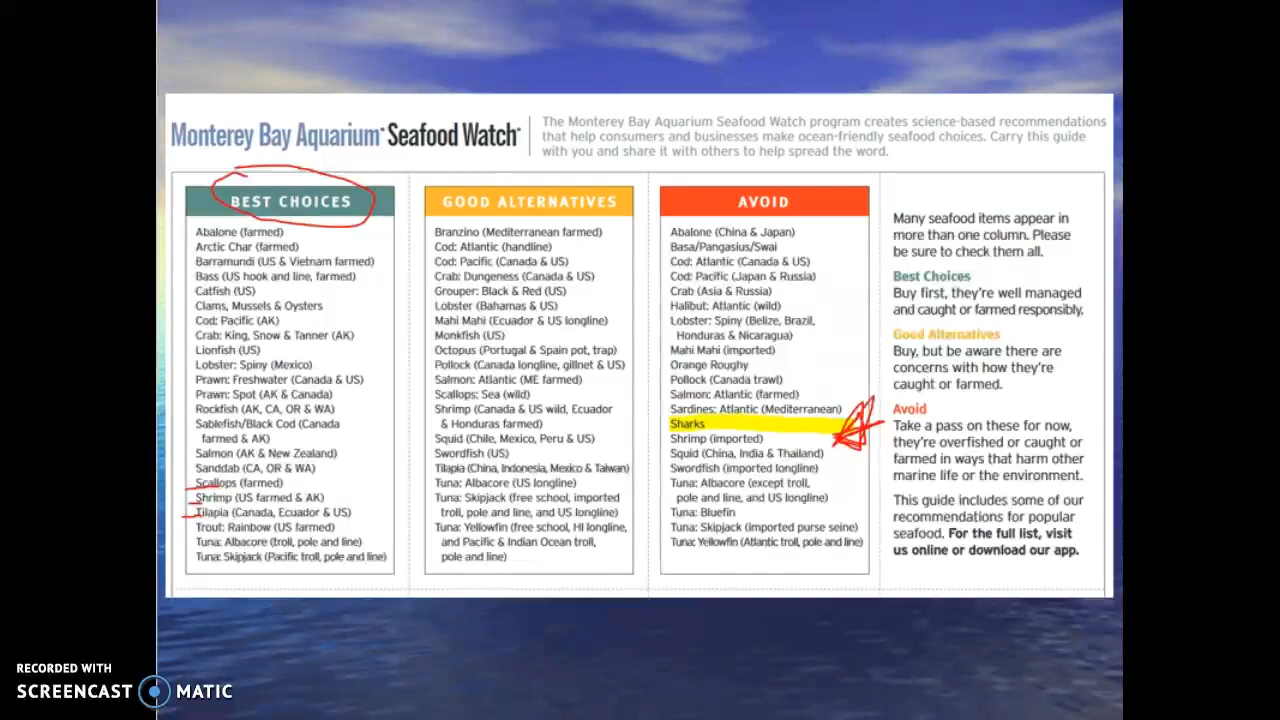 Monterey Bay Aquarium Seafood Watch
The Monterey Bay Aquarium Seafood Watch program creates science-based recommendations
that help consumers and businesses make ocean-friendly seafood choices. Carry this guide
with you and share it with others to help spread the word.
BEST CHOICES
Abalone (farmed)
Arctic Char (farmed)
Barramundi (US & Vietnam farmed)
Bass (US hook and line, farmed)
Catfish (US)
Clams, Mussels & Oysters
Cod: Pacific (AK)
Crab: King, Snow & Tanner (AK)
Lionfish (US)
Lobster: Spiny (Mexico)
Prawn: Freshwater (Canada & US)
Prawn: Spot (AK & Canada)
Rockfish (AK, CA, OR & WA)
Sablefish/Black Cod (Canada
farmed & AK)
Salmon (AK & New Zealand)
Sanddab (CA, OR & WA)
Scallops (farmed)
Shrimp (US farmed & AK)
Tilapia (Canada, Ecuador & US)
Trout: Rainbow (US farmed)
Tuna: Albacore (troll, pole and line)
Tuna: Skipjack (Pacific troll, pole and line)
GOOD ALTERNATIVES
Branzino (Mediterranean farmed)
Cod: Atlantic (handline)
Cod: Pacific (Canada & US)
Crab: Dungeness (Canada & US)
Grouper: Black & Red (US)
Lobster (Bahamas & US)
Mahi Mahi (Ecuador & US longline)
Monkfish (US)
Octopus (Portugal & Spain pot, trap)
Pollock (Canada longline, gillnet & US)
Salmon: Atlantic (ME farmed)
Scallops: Sea (wild)
Shrimp (Canada & US wild, Ecuador
& Honduras farmed)
Squid (Chile, Mexico, Peru & US)
Swordfish (US)
Tilapia (China, Indonesia, Mexico & Taiwan)
Tuna: Albacore (US longline)
Tuna: Skipjack (free school, imported
troll, pole and line, and US longline)
Tuna: Yellowfin (free school, HI longline,
and Pacific & Indian Ocean troll,
pole and line)
AVOID
Abalone (China & Japan)
Basa/Pangasius/Swai
Cod: Atlantic (Canada & US)
Cod: Pacific (Japan & Russia)
Crab (Asia & Russia)
Halibut: Atlantic (wild)
Lobster: Spiny (Belize, Brazil,
Honduras & Nicaragua)
Mahi Mahi (imported)
Orange Roughy
Pollock (Canada trawl)
Salmon: Atlantic (farmed)
Sardines: Atlantic (Mediterranean)
Sharks
Shrimp (imported)
Squid (China, India & Thailand)
Swordfish (imported longline)
Tuna: Albacore (except troll,
pole and line, and US longline)
Tuna: Bluefin
Tuna: Skipjack (imported purse seine)
Tuna: Yellowfin (Atlantic troll, pole and line)
Many seafood items appear in
more than one column. Please
be sure to check them all.
Best Choices
Buy first, they're well managed
and caught or farmed responsibly.
Good Alternatives
Buy, but be aware there are
concerns with how they're
caught or farmed.
Avoid
Take a pass on these for now,
they're overfished or caught or
farmed in ways that harm other
marine life or the environment.
This guide includes some of our
recommendations for popular
seafood. For the full list, visit
us online or download our app.
RECORDED WITH
SCREENCAST MATIC